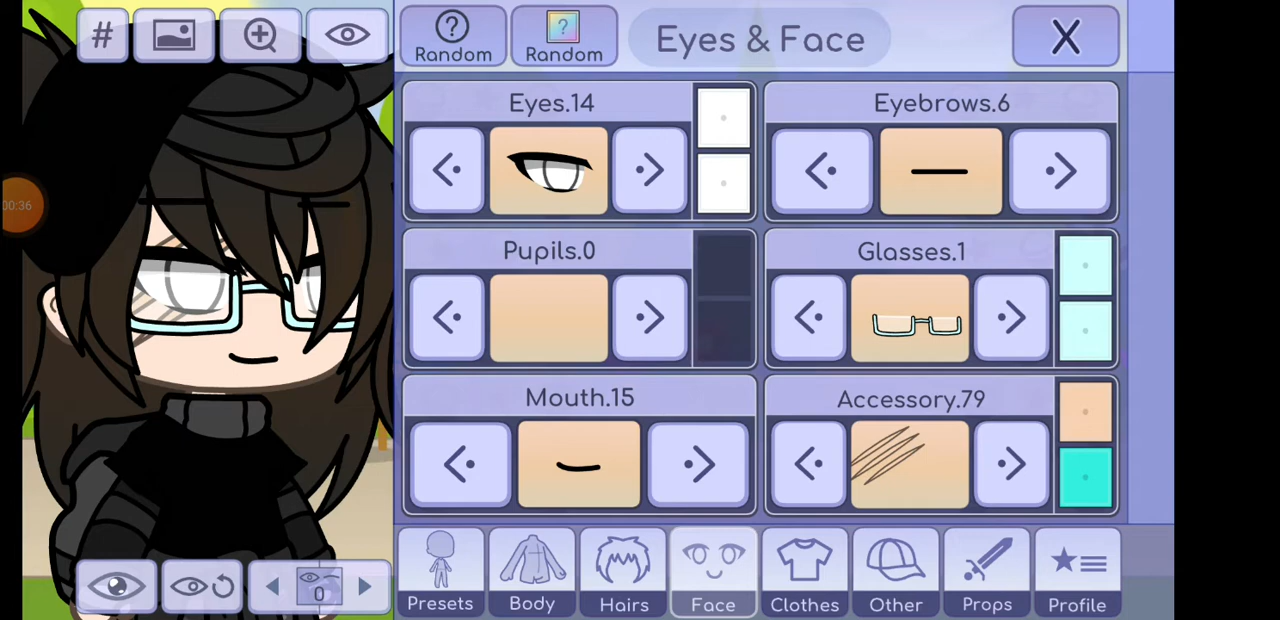 #
? Random
? Random
Eyes & Face
X
Eyes.14
Eyebrows.6
00:36
Pupils.0
Glasses.1
Mouth.15
Accessory.79
0
Presets
Body
Hairs
Face
Clothes
Other
Props
Profile